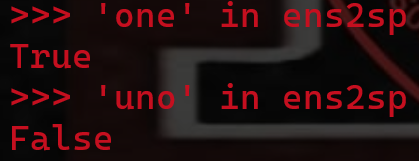 >>> 'one' in ens2sp
True
>>> 'uno' in ens2sp
False